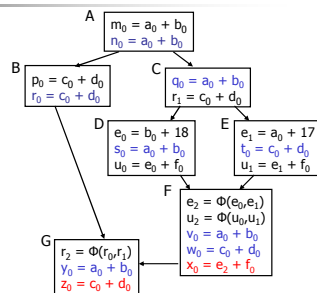 A
m₀ = a₀ + b₀
n₀ = a₀ + b₀
B
p₀ = c₀ + d₀
r₀ = c₀ + d₀
C
q₀ = a₀ + b₀
r₁ = c₀ + d₀
D
e₀ = b₀ + 18
s₀ = a₀ + b₀
u₀ = e₀ + f₀
E
e₁ = a₀ + 17
t₀ = c₀ + d₀
u₁ = e₁ + f₀
F
e₂ = Φ(e₀,e₁)
u₂ = Φ(u₀,u₁)
v₀ = a₀ + b₀
w₀ = c₀ + d₀
x₀ = e₂ + f₀
G
r₂ = Φ(r₀,r₁)
y₀ = a₀ + b₀
z₀ = c₀ + d₀